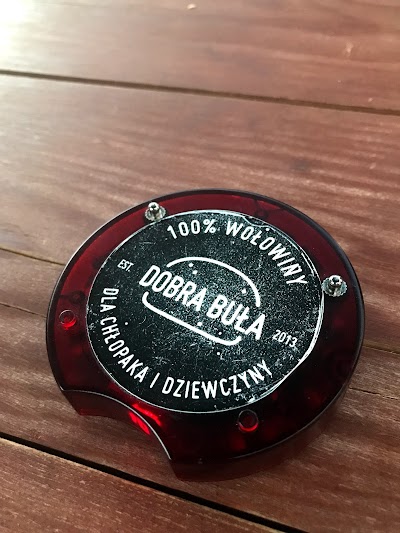 100% WOŁOWINY
EST.
DOBRA BUŁA
2013
DLA CHŁOPAKA I DZIEWCZYNY